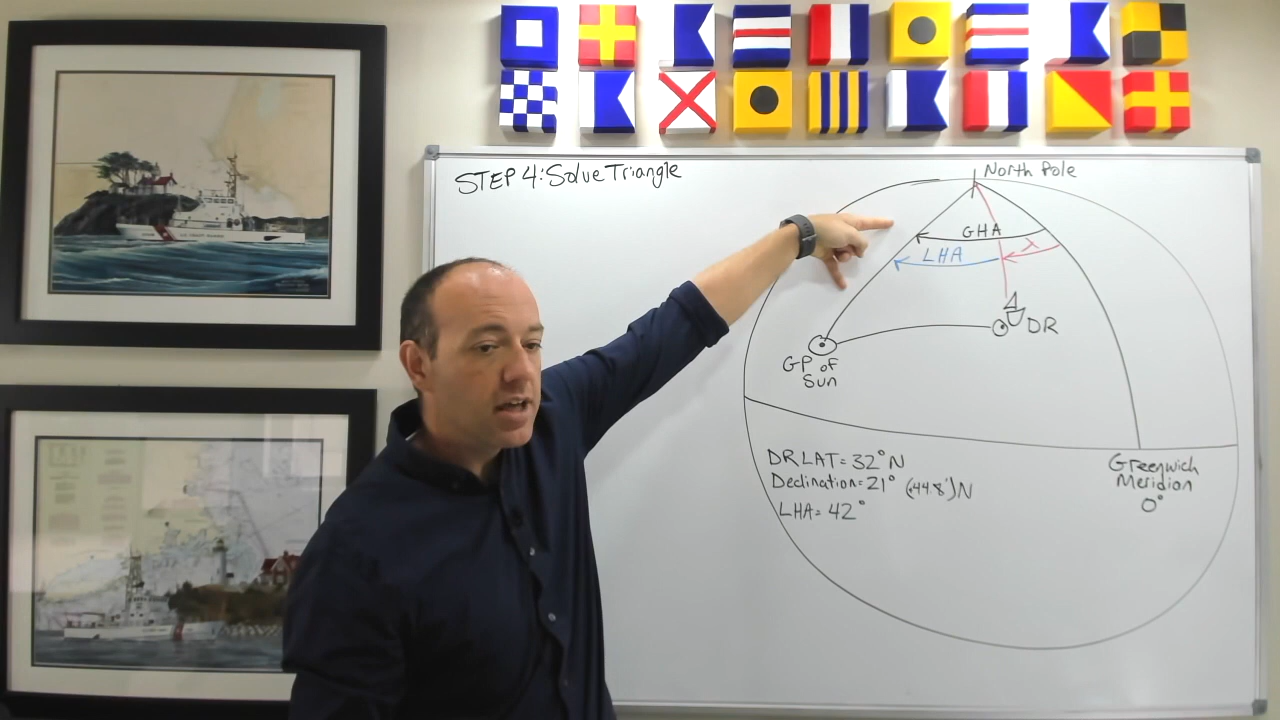 STEP 4: Solve Triangle
North Pole
GHA
LHA
λ
DR
GP of
Sun
DR LAT = 32° N
Declination = 21° (44.8') N
LHA = 42°
Greenwich
Meridian
0°